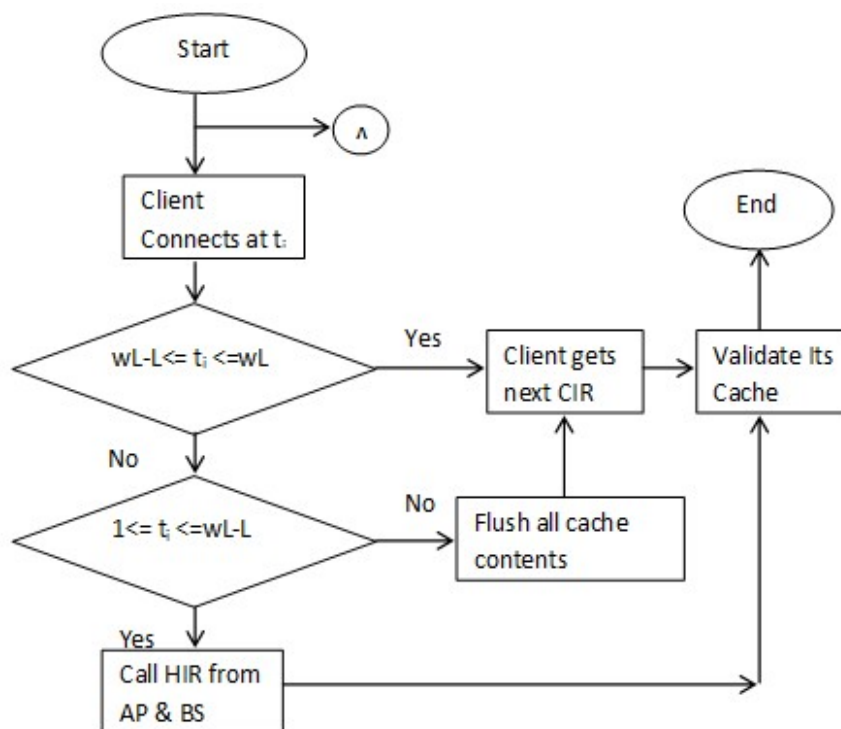 Start
ʌ
Client
Connects at tᵢ
End
wL-L<= tᵢ <=wL
Yes
Client gets
next CIR
Validate Its
Cache
No
1<= tᵢ <=wL-L
No
Flush all cache
contents
Yes
Call HIR from
AP & BS